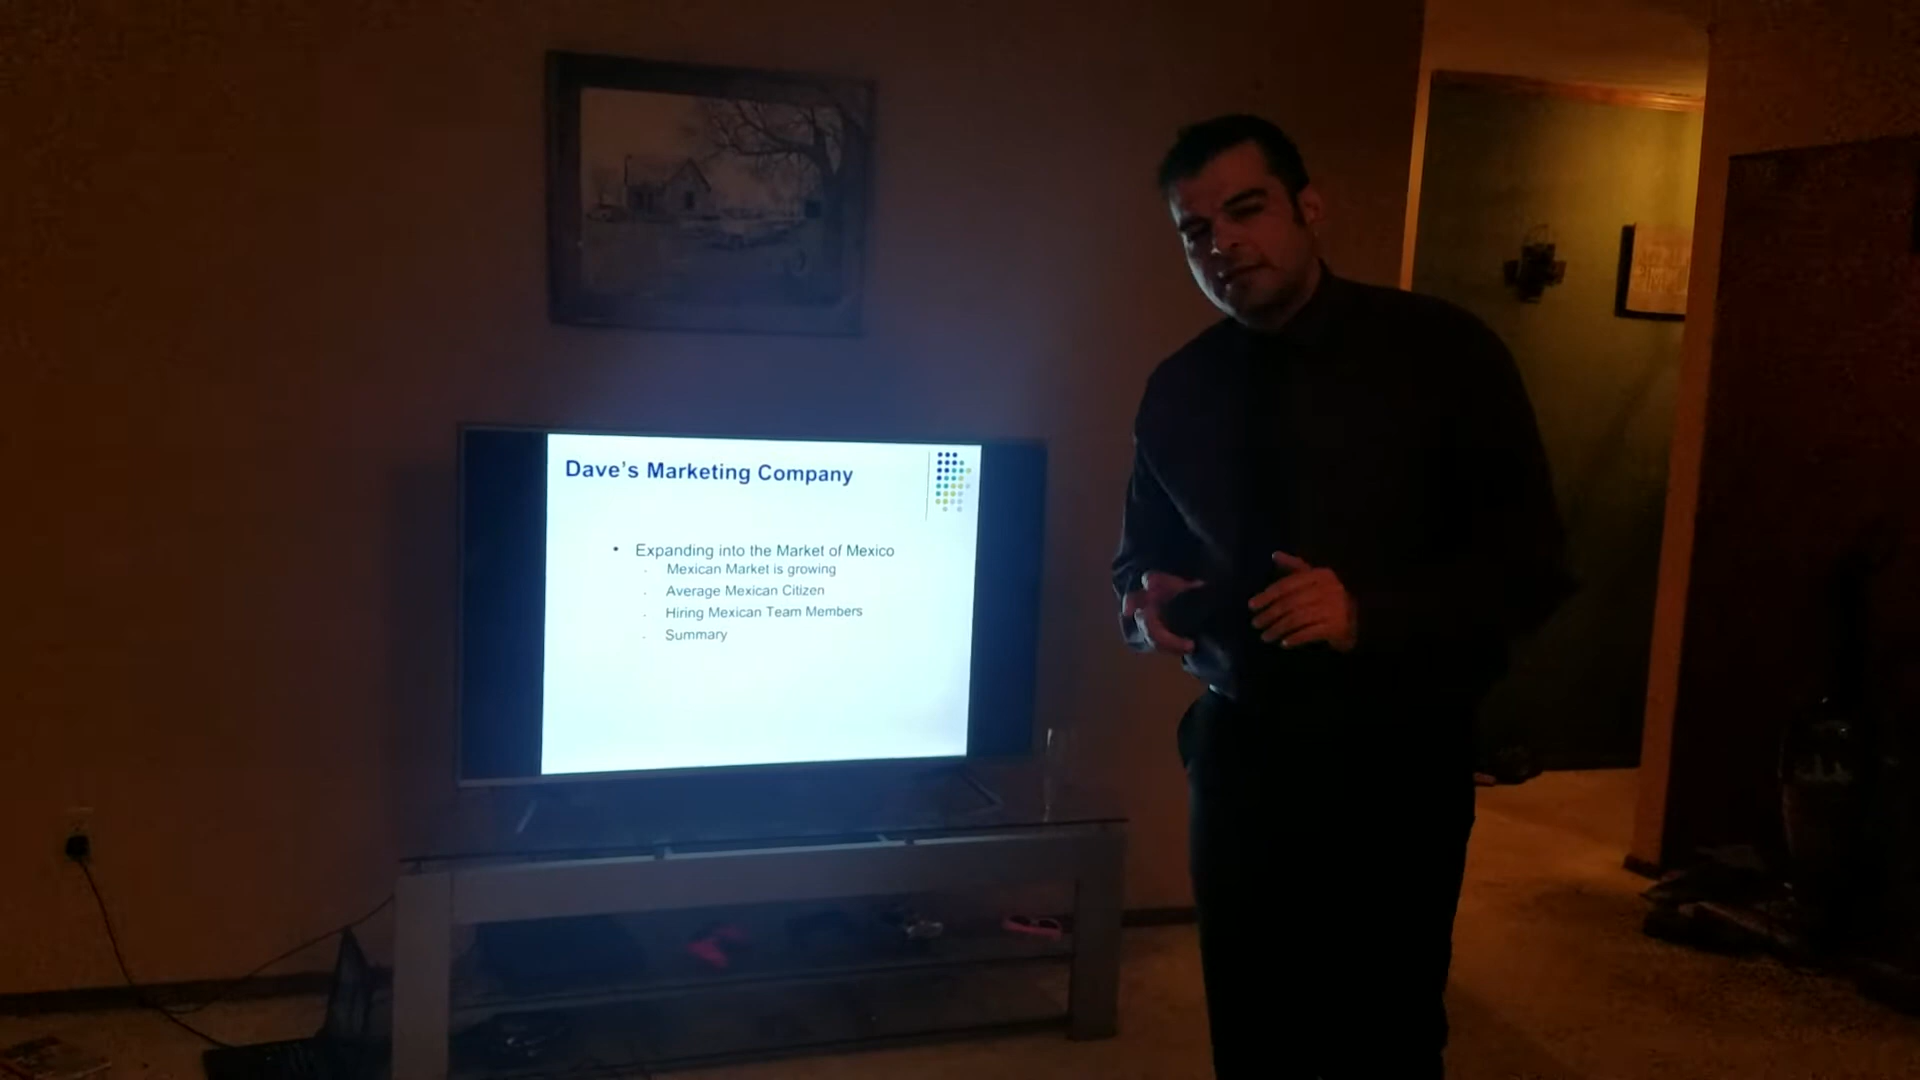 Dave's Marketing Company
• Expanding into the Market of Mexico
- Mexican Market is growing
- Average Mexican Citizen
- Hiring Mexican Team Members
- Summary